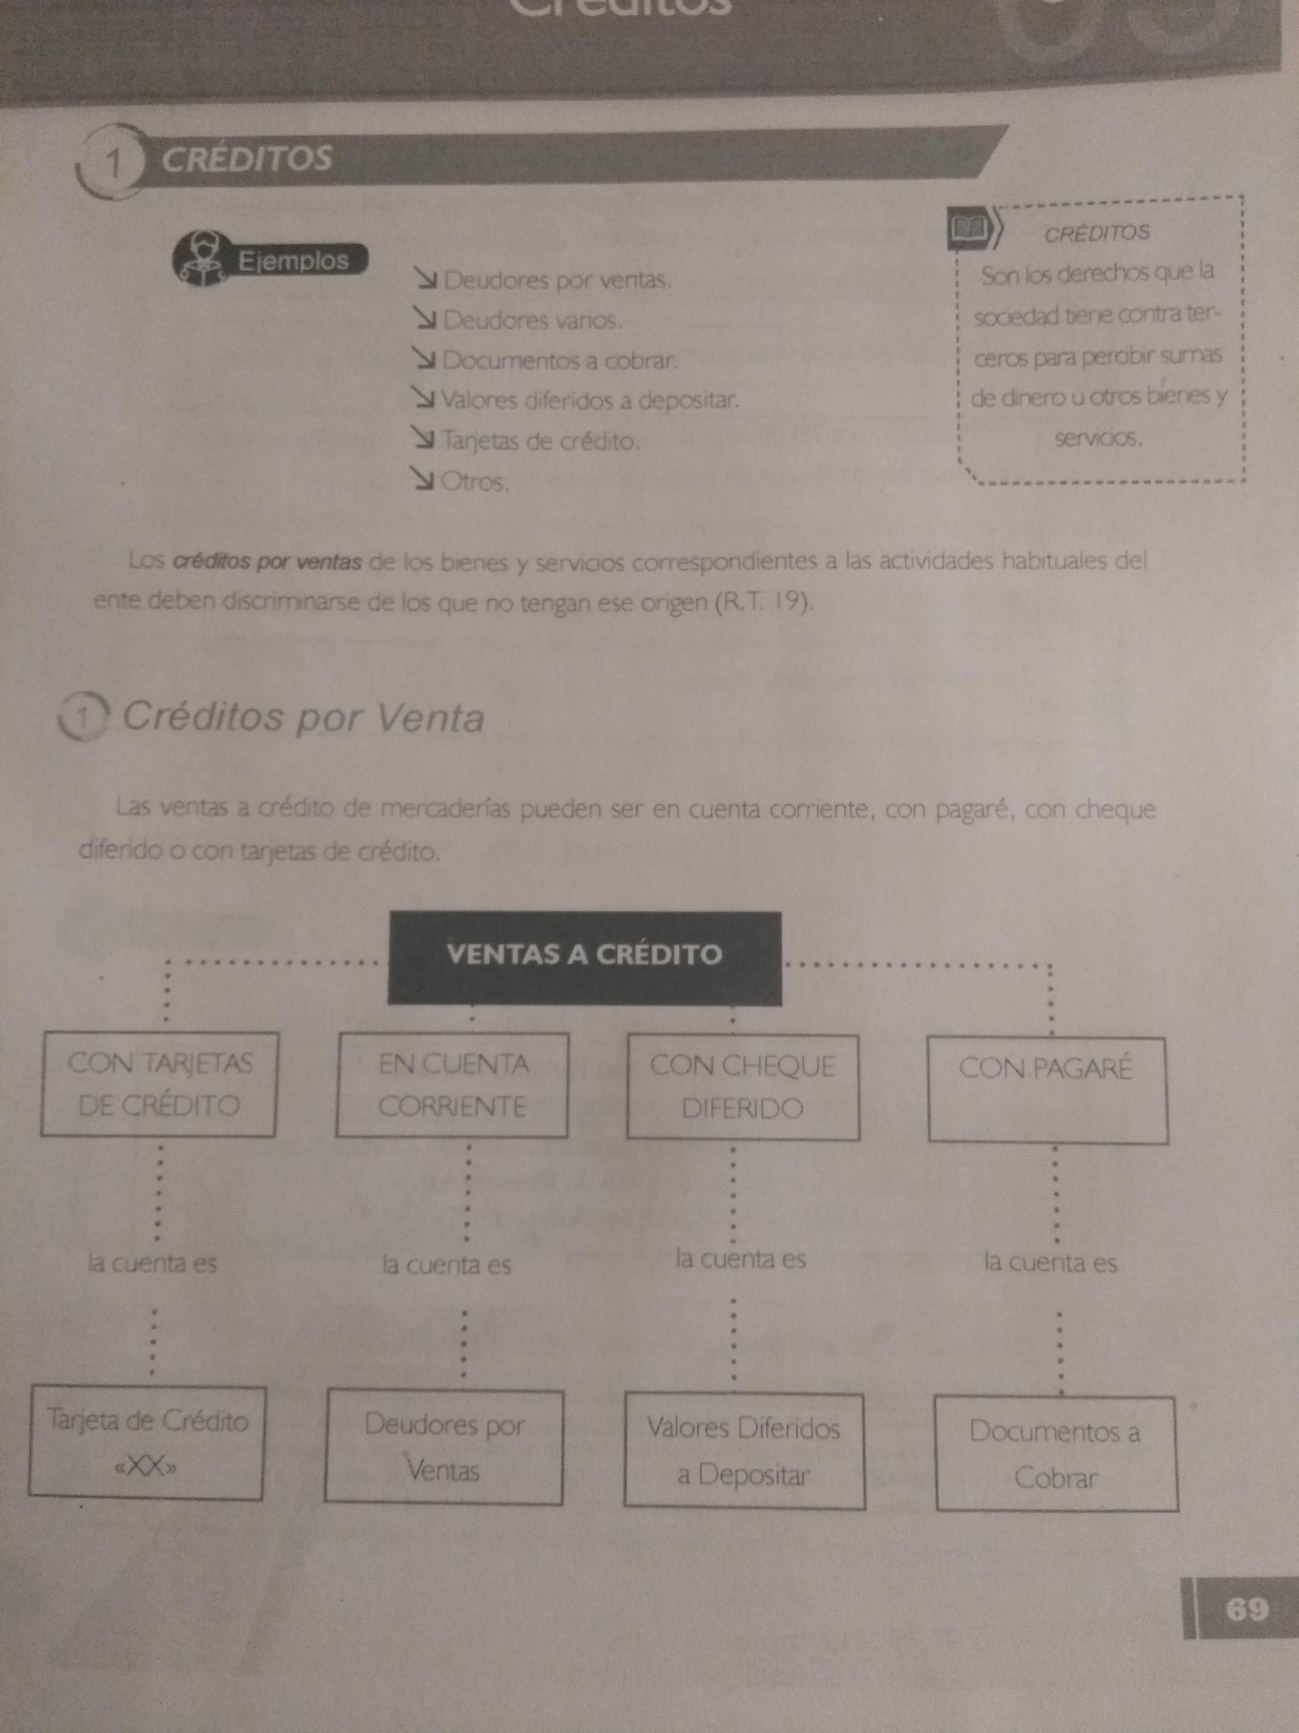 Créditos
1 CRÉDITOS
Ejemplos
Deudores por ventas.
Deudores varios.
Documentos a cobrar.
Valores diferidos a depositar.
Tarjetas de crédito.
Otros.
CRÉDITOS
Son los derechos que la
sociedad tiene contra ter-
ceros para percibir sumas
de dinero u otros bienes y
servicios.
Los créditos por ventas de los bienes y servicios correspondientes a las actividades habituales del
ente deben discriminarse de los que no tengan ese origen (R.T. 19).
1 Créditos por Venta
Las ventas a crédito de mercaderías pueden ser en cuenta corriente, con pagaré, con cheque
diferido o con tarjetas de crédito.
VENTAS A CRÉDITO
CON TARJETAS
DE CRÉDITO
EN CUENTA
CORRIENTE
CON CHEQUE
DIFERIDO
CON PAGARÉ
la cuenta es
la cuenta es
la cuenta es
la cuenta es
Tarjeta de Crédito
«XX»
Deudores por
Ventas
Valores Diferidos
a Depositar
Documentos a
Cobrar
69